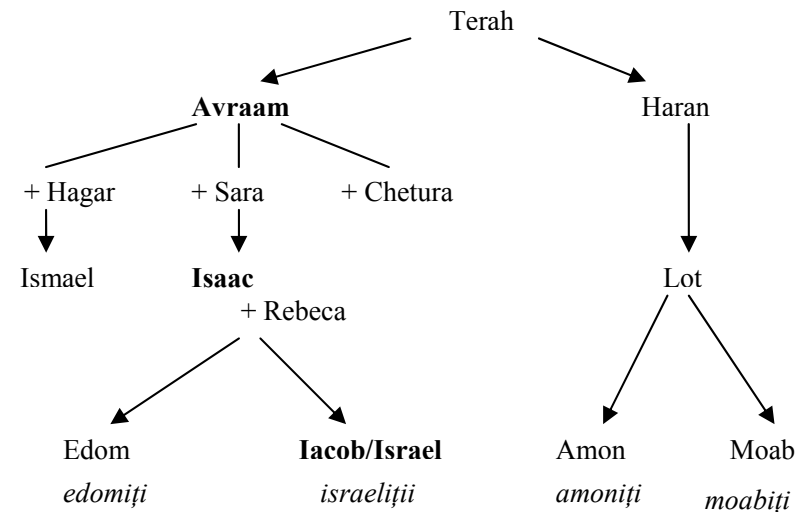 Terah
Avraam Haran
+ Hagar + Sara + Chetura
Ismael Isaac Lot
+ Rebeca
Edom Iacob/Israel Amon Moab
edomiți israeliții amoniți moabiți